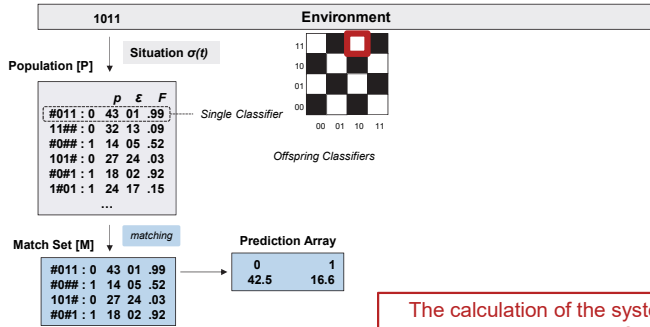 1011 Environment
Situation σ(t)
Population [P]
p ε F
#011 : 0 43 01 .99
11## : 0 32 13 .09
#0## : 1 14 05 .52
101# : 0 27 24 .03
#0#1 : 1 18 02 .92
1#01 : 1 24 17 .15
...
Single Classifier
11
10
01
00
00 01 10 11
Offspring Classifiers
matching
Match Set [M]
#011 : 0 43 01 .99
#0## : 1 14 05 .52
101# : 0 27 24 .03
#0#1 : 1 18 02 .92
Prediction Array
0 1
42.5 16.6
The calculation of the syste